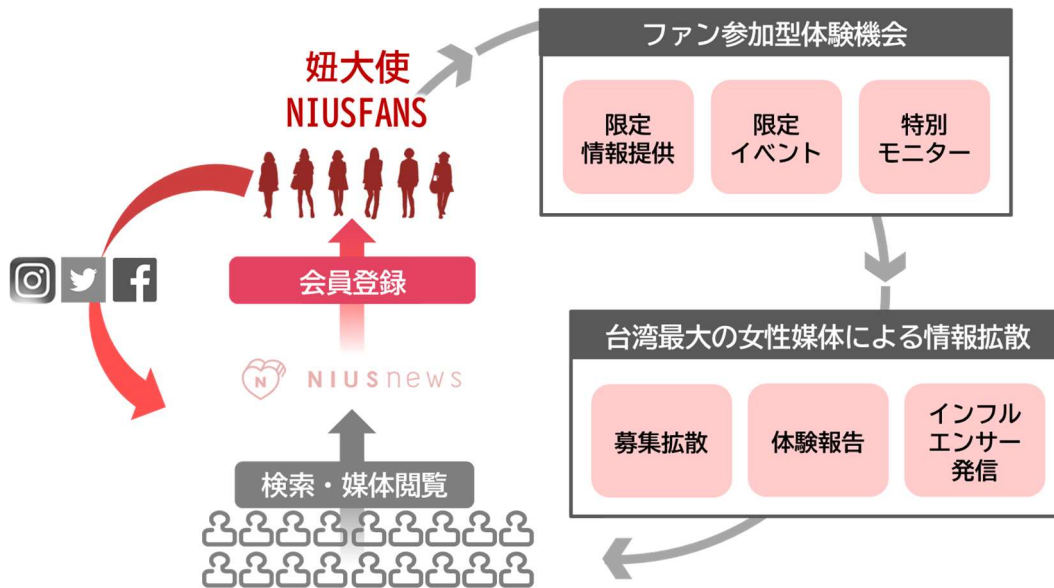 妞大使
NIUSFANS
ファン参加型体験機会
限定
情報提供
限定
イベント
特別
モニター
会員登録
N
NIUSnews
検索・媒体閲覧
台湾最大の女性媒体による情報拡散
募集拡散
体験報告
インフル
エンサー
発信